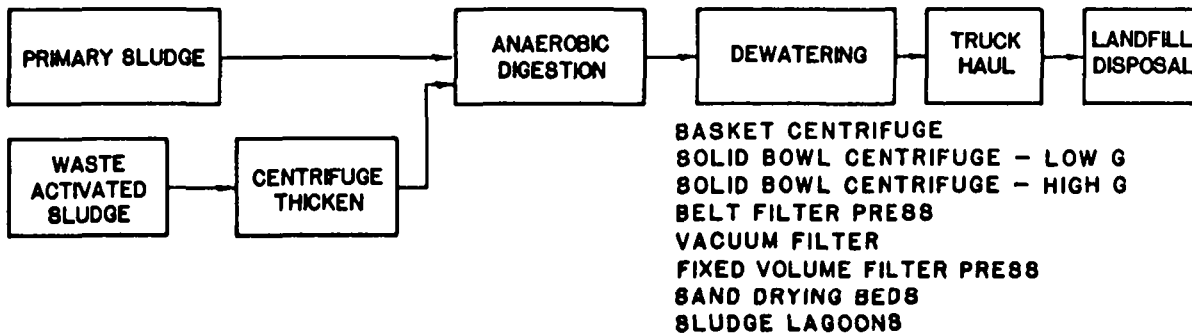 PRIMARY SLUDGE
ANAEROBIC
DIGESTION
DEWATERING
TRUCK
HAUL
LANDFILL
DISPOSAL
WASTE
ACTIVATED
SLUDGE
CENTRIFUGE
THICKEN
BASKET CENTRIFUGE
SOLID BOWL CENTRIFUGE - LOW G
SOLID BOWL CENTRIFUGE - HIGH G
BELT FILTER PRESS
VACUUM FILTER
FIXED VOLUME FILTER PRESS
SAND DRYING BEDS
SLUDGE LAGOONS